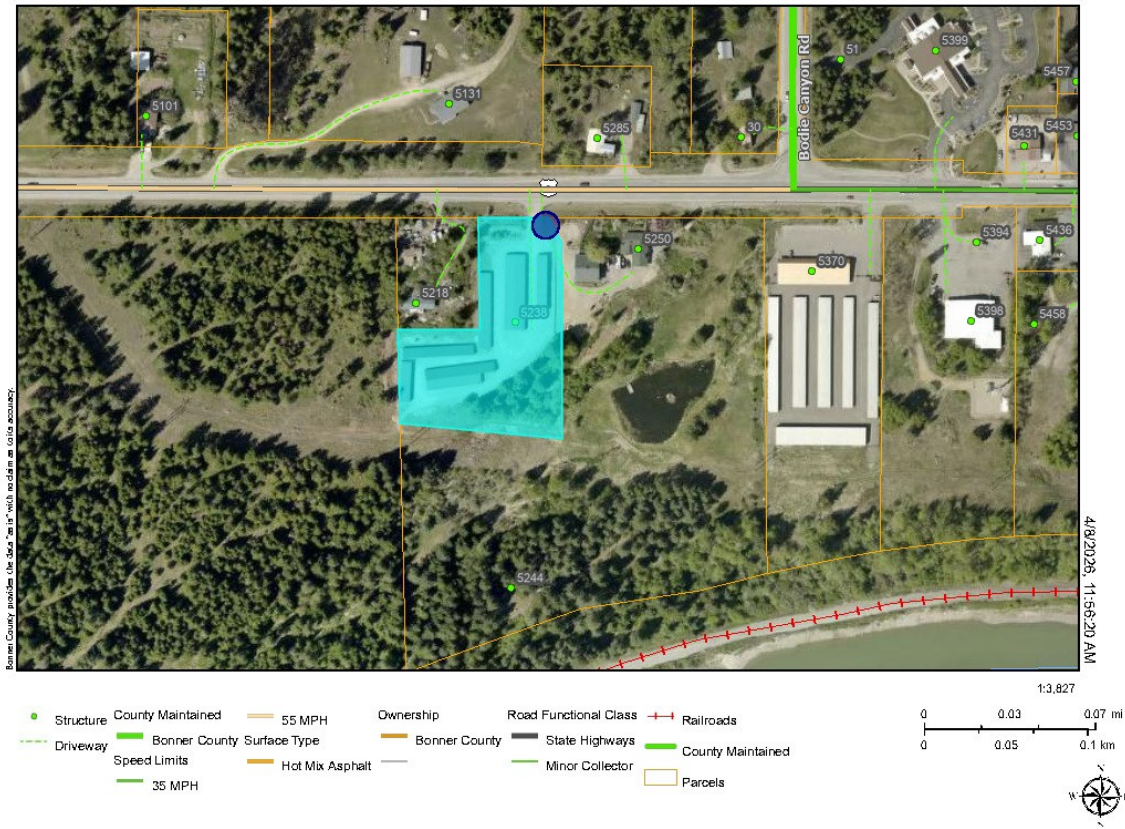 5101
5131
5285
30
Bodie Canyon Rd
51
5399
5457
5453
5431
5218
5238
5250
5370
5394
5436
5398
5458
5244
Bonner County provides the data "as is" with no claim as to its accuracy.
4/8/2026, 11:56:20 AM
1:3,827
Structure
Driveway
County Maintained
Bonner County
Speed Limits
35 MPH
55 MPH
Surface Type
Hot Mix Asphalt
Ownership
Bonner County
Road Functional Class
State Highways
Minor Collector
Railroads
County Maintained
Parcels
0 0.03 0.07 mi
0 0.05 0.1 km
N
W